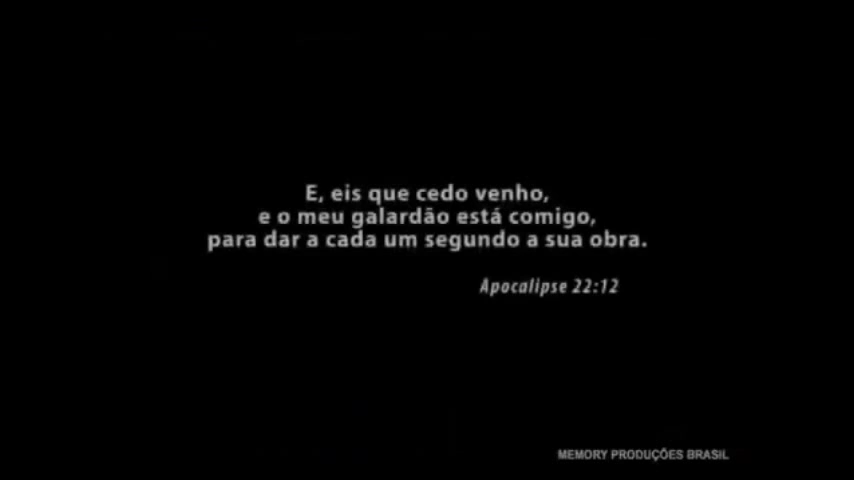 E, eis que cedo venho,
e o meu galardão está comigo,
para dar a cada um segundo a sua obra.
Apocalipse 22:12
MEMORY PRODUÇÕES BRASIL